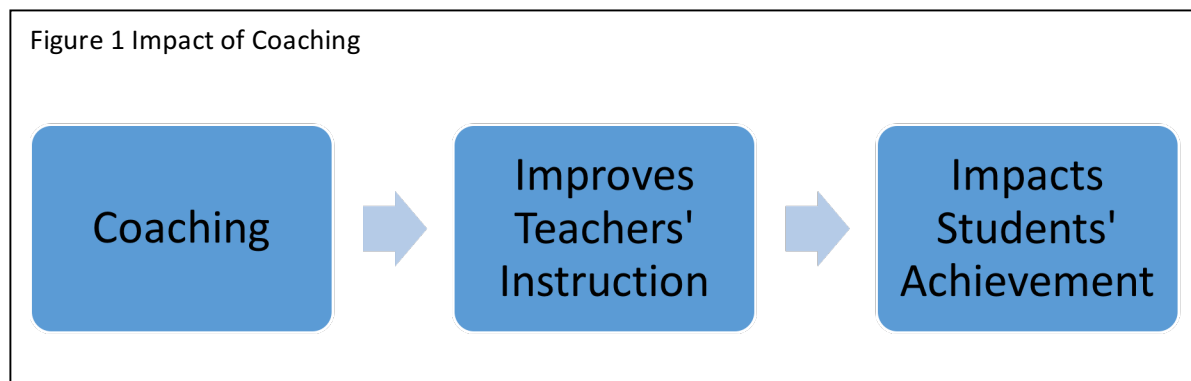 Figure 1 Impact of Coaching
Coaching
Improves
Teachers'
Instruction
Impacts
Students'
Achievement